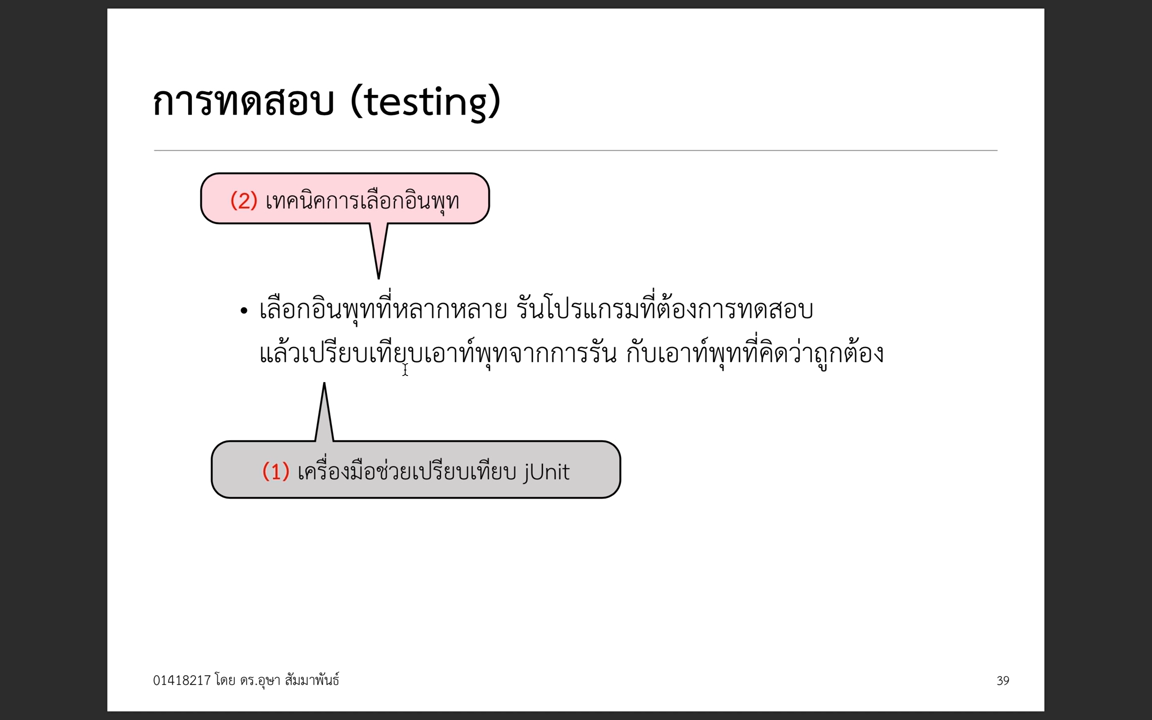 การทดสอบ (testing)
(2) เทคนิคการเลือกอินพุท
• เลือกอินพุทที่หลากหลาย รันโปรแกรมที่ต้องการทดสอบ
แล้วเปรียบเทียบเอาท์พุทจากการรัน กับเอาท์พุทที่คิดว่าถูกต้อง
(1) เครื่องมือช่วยเปรียบเทียบ jUnit
01418217 โดย ดร.อุษา สัมมาพันธ์
39